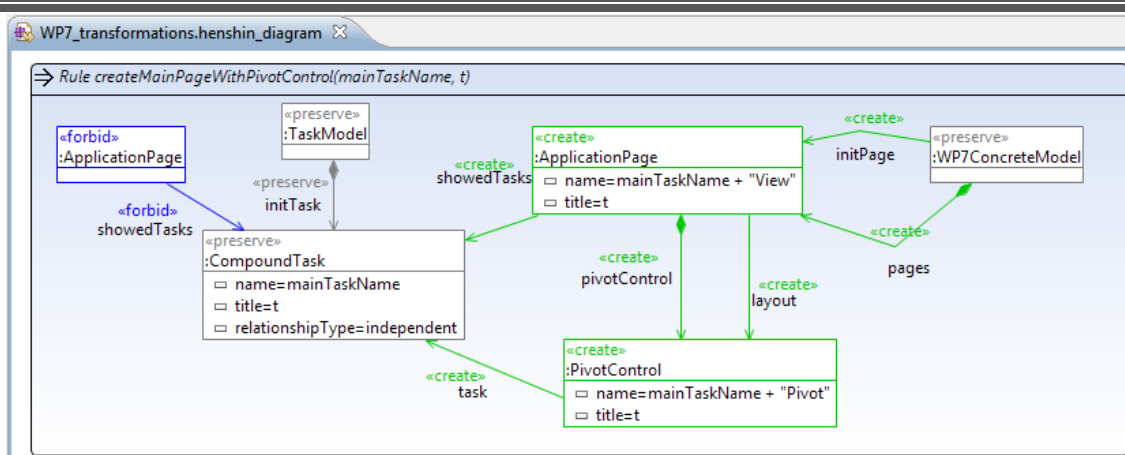 WP7_transformations.henshin_diagram
Rule createMainPageWithPivotControl(mainTaskName, t)
«forbid»
:ApplicationPage
«forbid»
showedTasks
«preserve»
:TaskModel
«preserve»
initTask
«preserve»
:CompoundTask
name=mainTaskName
title=t
relationshipType=independent
«create»
showedTasks
«create»
:ApplicationPage
name=mainTaskName + "View"
title=t
«create»
initPage
«preserve»
:WP7ConcreteModel
«create»
pages
«create»
pivotControl
«create»
layout
«create»
:PivotControl
name=mainTaskName + "Pivot"
title=t
«create»
task